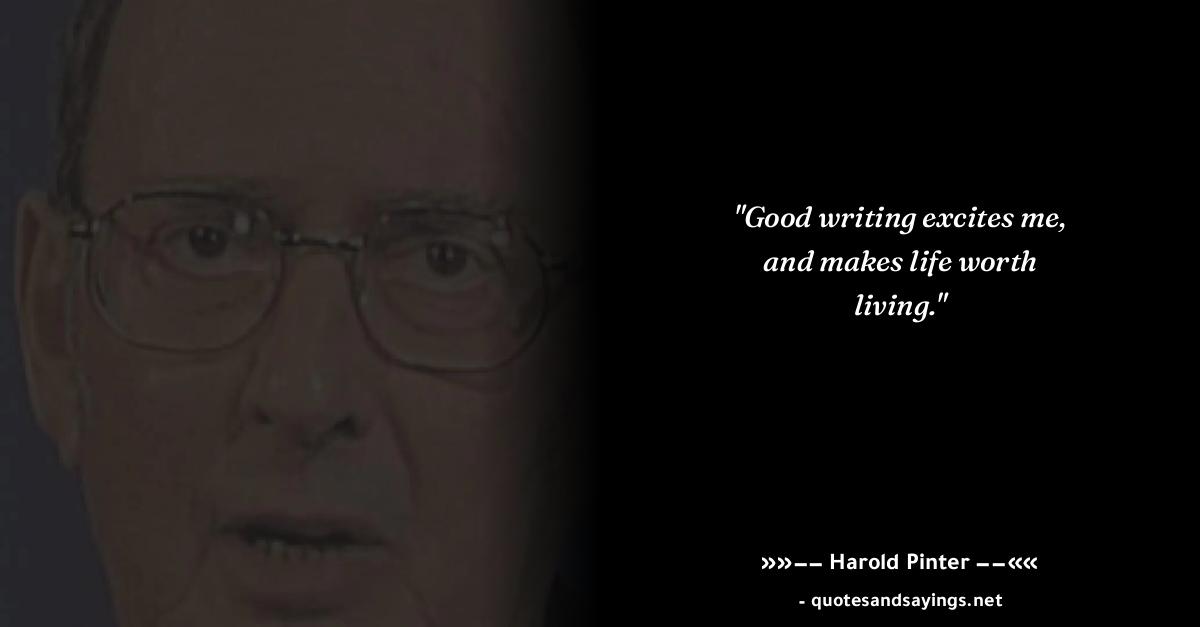 "Good writing excites me,
and makes life worth
living."
»»−− Harold Pinter −−««
- quotesandsayings.net